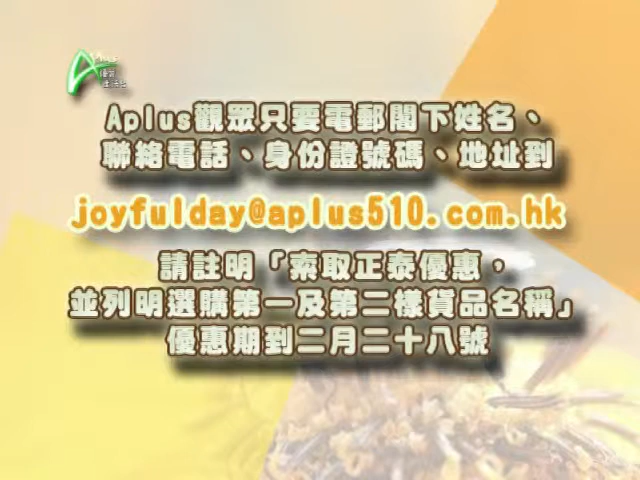 Aplus
Aplus觀眾只要電郵閣下姓名、
聯絡電話、身份證號碼、地址到
joyfulday@aplus510.com.hk
請註明「索取正泰優惠，
並列明選購第一及第二樣貨品名稱」
優惠期到二月二十八號